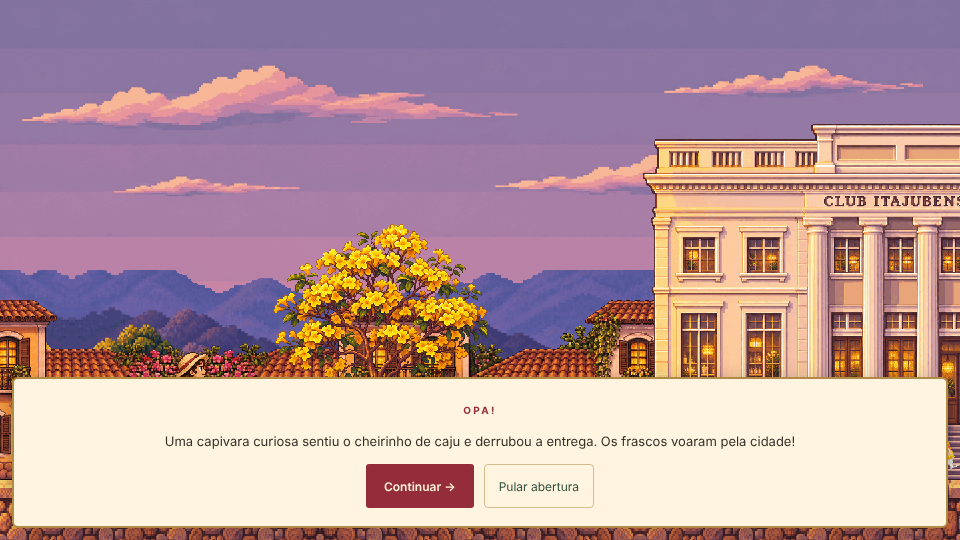 CLUB ITAJUBENS
OPA!
Uma capivara curiosa sentiu o cheirinho de caju e derrubou a entrega. Os frascos voaram pela cidade!
Continuar →
Pular abertura